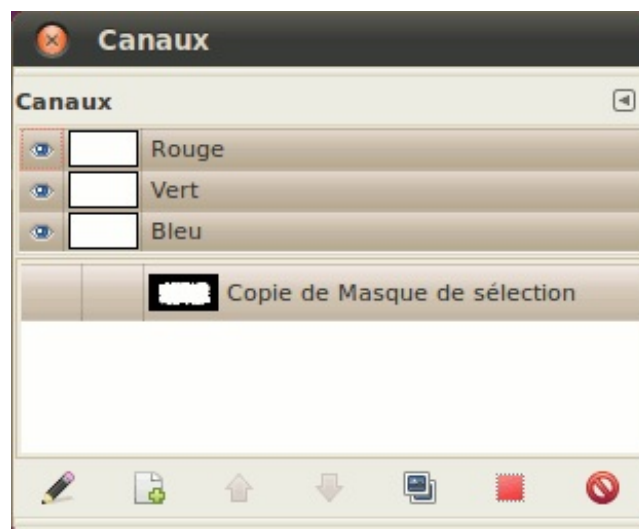 Canaux
Canaux
Rouge
Vert
Bleu
Copie de Masque de sélection